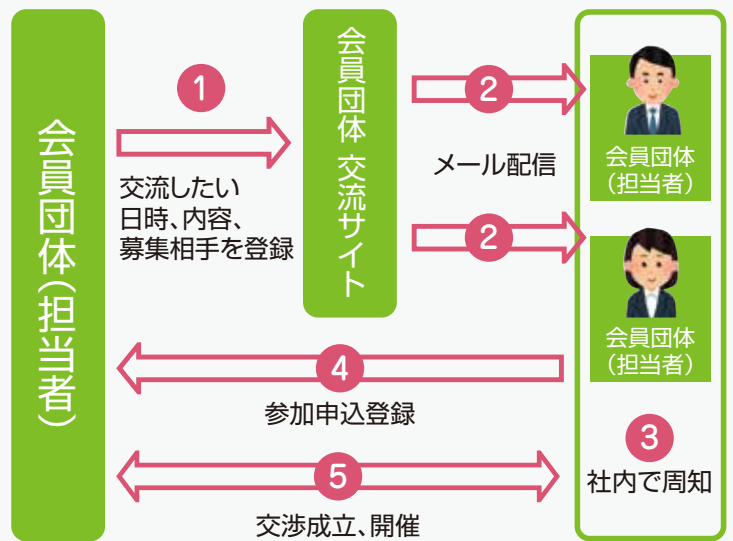 会員団体(担当者)
1
交流したい
日時、内容、
募集相手を登録
会員団体 交流サイト
2
メール配信
2
会員団体
(担当者)
会員団体
(担当者)
3
社内で周知
4
参加申込登録
5
交渉成立、開催